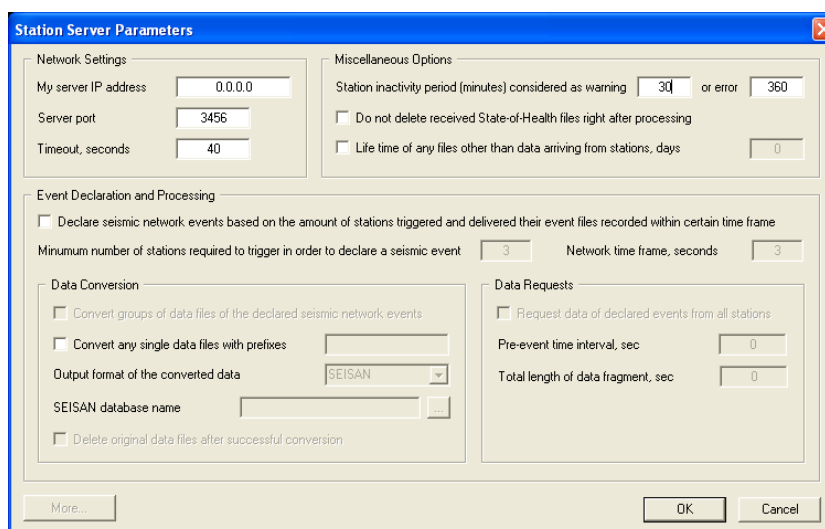 Station Server Parameters
Network Settings
My server IP address 0.0.0.0
Server port 3456
Timeout, seconds 40
Miscellaneous Options
Station inactivity period (minutes) considered as warning 30 or error 360
Do not delete received State-of-Health files right after processing
Life time of any files other than data arriving from stations, days 0
Event Declaration and Processing
Declare seismic network events based on the amount of stations triggered and delivered their event files recorded within certain time frame
Minumum number of stations required to trigger in order to declare a seismic event 3 Network time frame, seconds 3
Data Conversion
Convert groups of data files of the declared seismic network events
Convert any single data files with prefixes
Output format of the converted data SEISAN
SEISAN database name ...
Delete original data files after successful conversion
Data Requests
Request data of declared events from all stations
Pre-event time interval, sec 0
Total length of data fragment, sec 0
More... OK Cancel